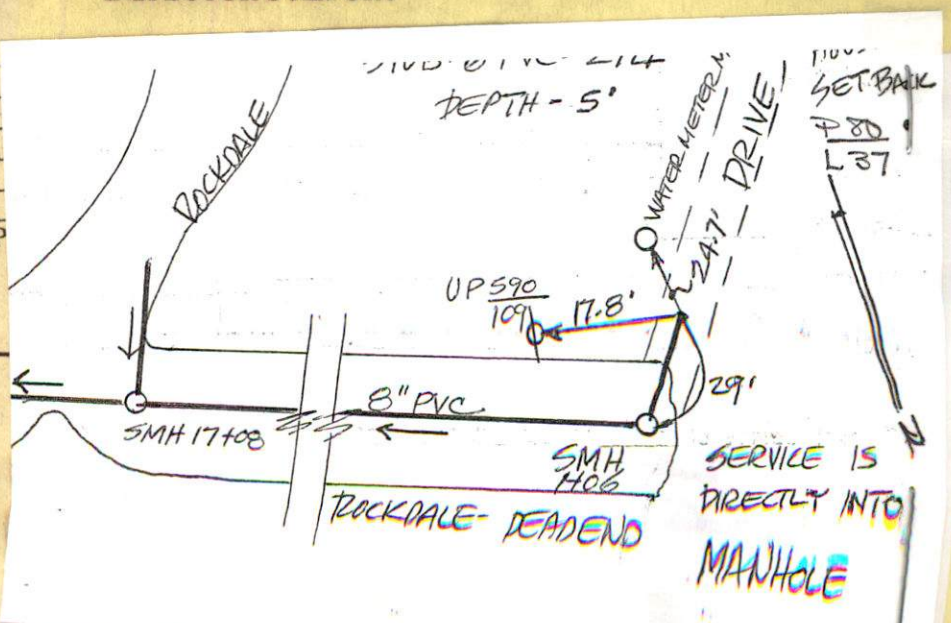 DEPTH - 5'
SET BACK
P 80
L 37
ROCKDALE
WATER METER
DRIVE
24.7'
UP 590
109
17.8'
29'
8" PVC
SMH 17+08
SMH
1+06
SERVICE IS
DIRECTLY INTO
MANHOLE
ROCKDALE - DEADEND
N